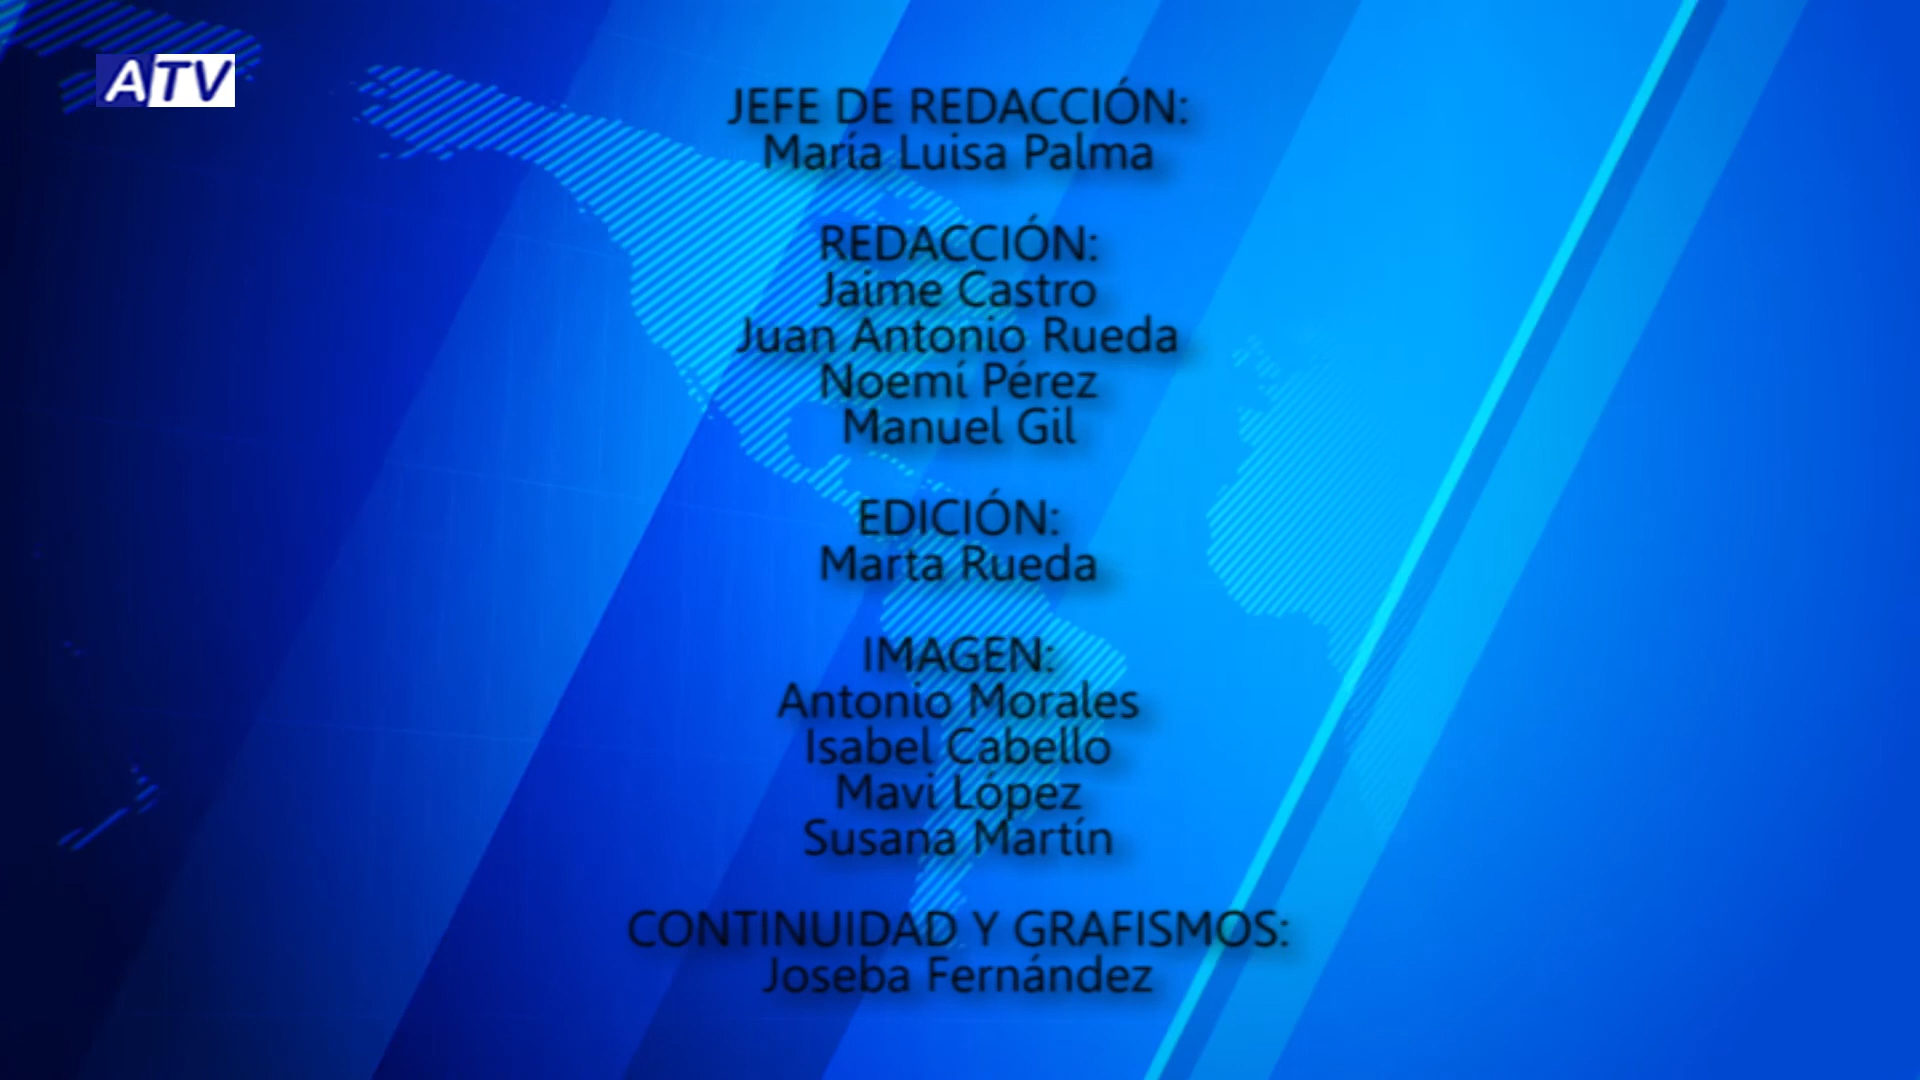 ATV
JEFE DE REDACCIÓN:
María Luisa Palma
REDACCIÓN:
Jaime Castro
Juan Antonio Rueda
Noemí Pérez
Manuel Gil
EDICIÓN:
Marta Rueda
IMAGEN:
Antonio Morales
Isabel Cabello
Mavi López
Susana Martín
CONTINUIDAD Y GRAFISMOS:
Joseba Fernández